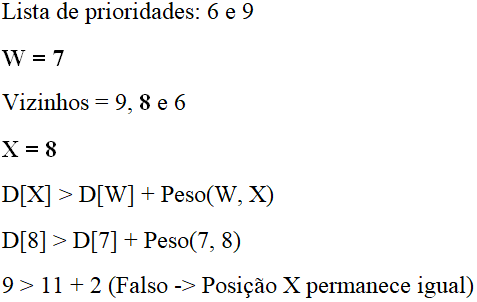 Lista de prioridades: 6 e 9
W = 7
Vizinhos = 9, 8 e 6
X = 8
D[X] > D[W] + Peso(W, X)
D[8] > D[7] + Peso(7, 8)
9 > 11 + 2 (Falso -> Posição X permanece igual)